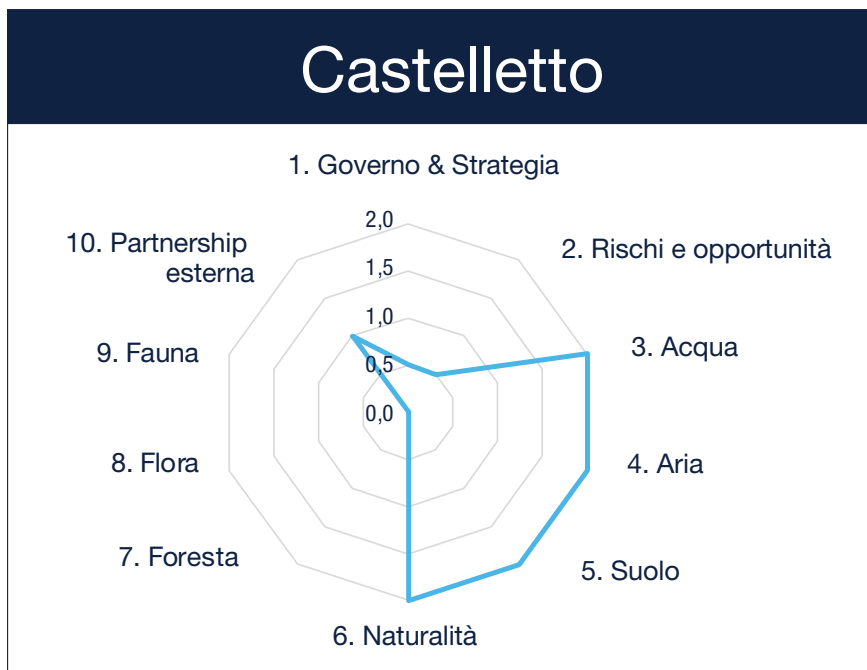 Castelletto
1. Governo & Strategia
2,0
10. Partnership
esterna
2. Rischi e opportunità
1,5
1,0
9. Fauna
3. Acqua
0,5
0,0
8. Flora
4. Aria
7. Foresta
5. Suolo
6. Naturalità